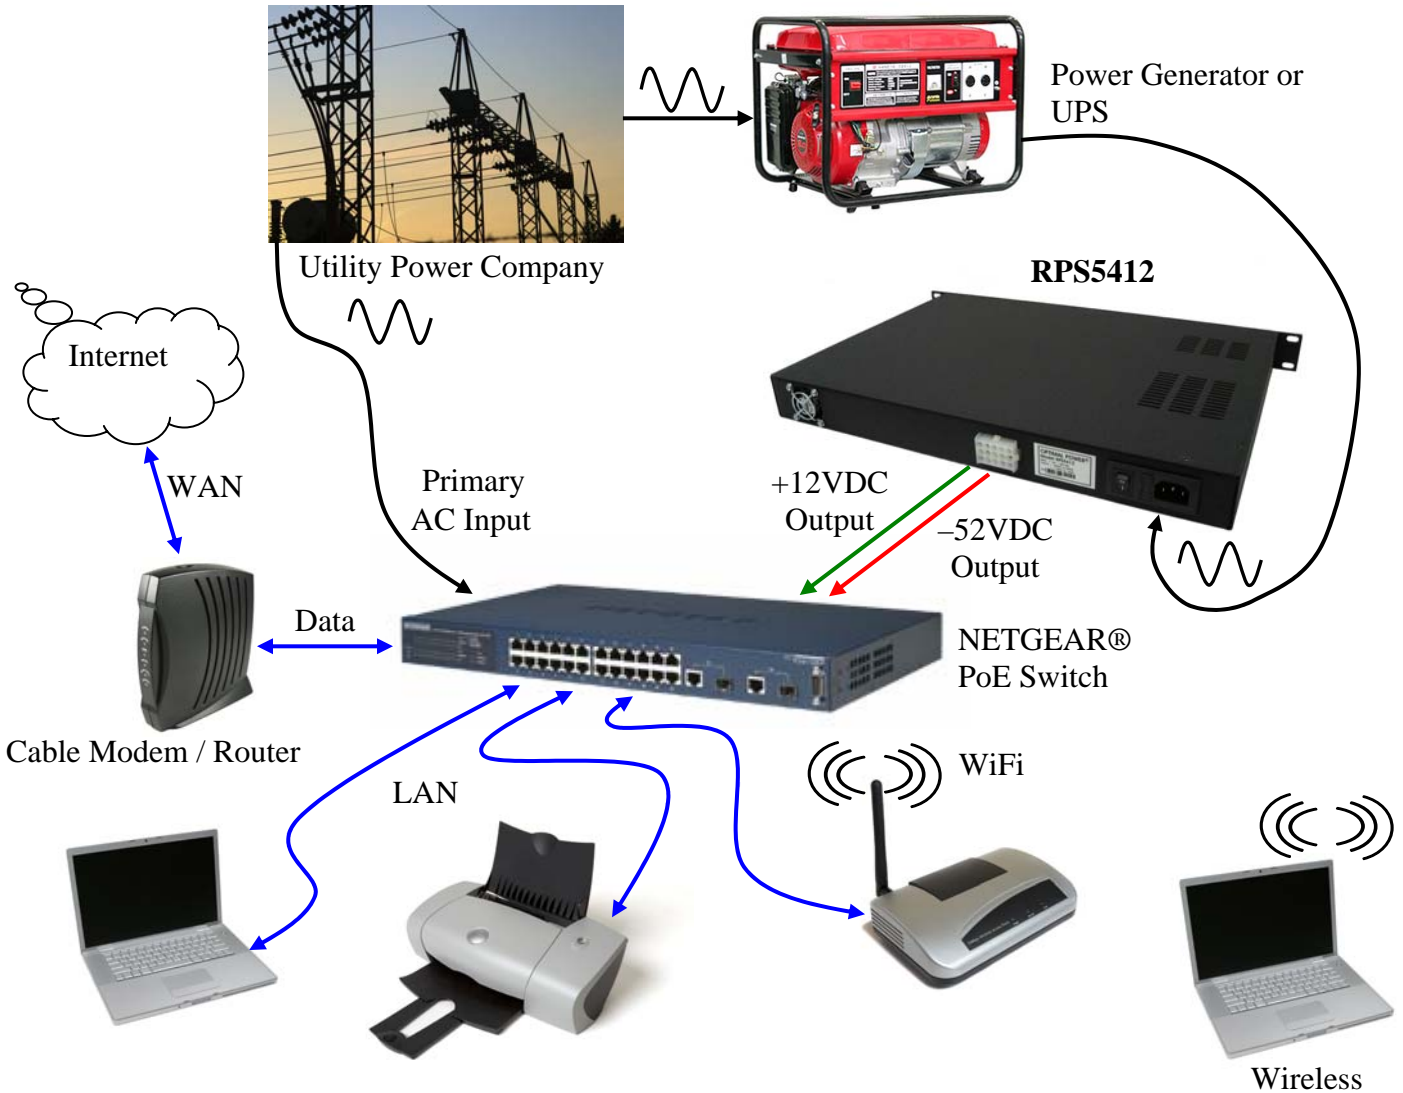 Power Generator or
UPS
Utility Power Company
RPS5412
Internet
WAN
Primary
AC Input
+12VDC
Output
–52VDC
Output
Data
NETGEAR®
PoE Switch
Cable Modem / Router
LAN
WiFi
Wireless